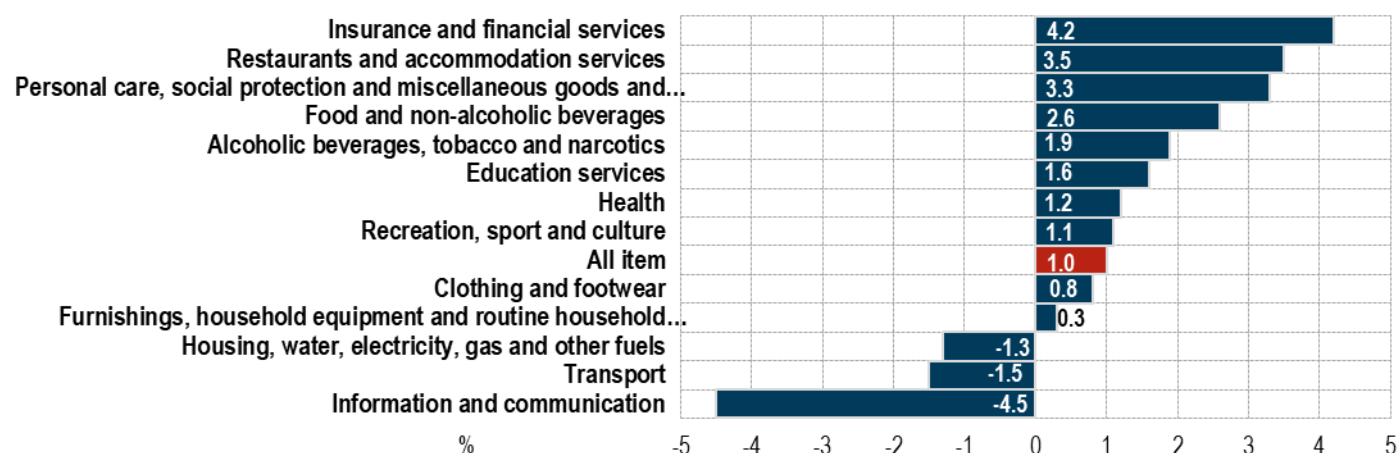 Insurance and financial services 4.2
Restaurants and accommodation services 3.5
Personal care, social protection and miscellaneous goods and... 3.3
Food and non-alcoholic beverages 2.6
Alcoholic beverages, tobacco and narcotics 1.9
Education services 1.6
Health 1.2
Recreation, sport and culture 1.1
All item 1.0
Clothing and footwear 0.8
Furnishings, household equipment and routine household... 0.3
Housing, water, electricity, gas and other fuels -1.3
Transport -1.5
Information and communication -4.5
% -5 -4 -3 -2 -1 0 1 2 3 4 5